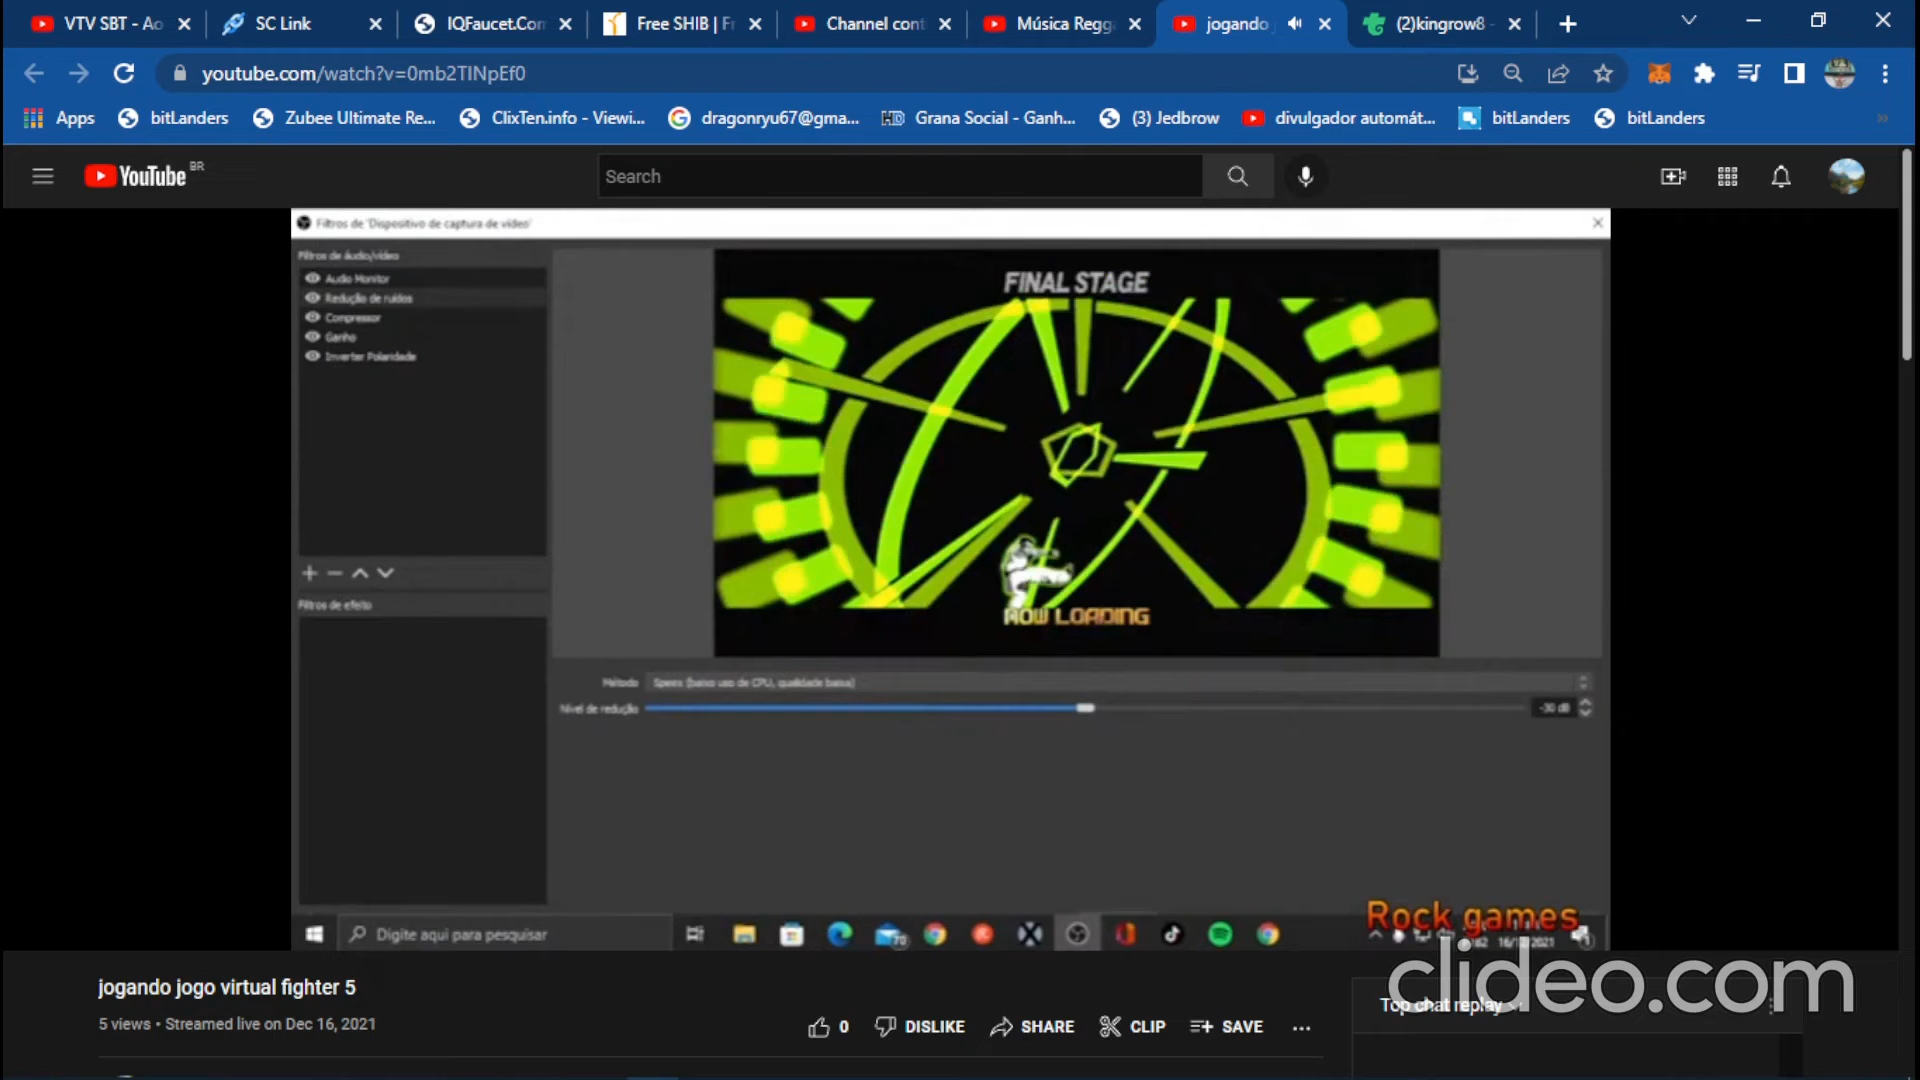 VTV SBT - Ao
SC Link
IQFaucet.Com
Free SHIB | Fr
Channel cont
Música Regga
jogando j
(2)kingrow8 -
youtube.com/watch?v=0mb2TlNpEf0
Apps
bitLanders
Zubee Ultimate Re...
ClixTen.info - Viewi...
dragonryu67@gma...
Grana Social - Ganh...
(3) Jedbrow
divulgador automát...
bitLanders
bitLanders
YouTube BR
Search
Filtros de 'Dispositivo de captura de vídeo'
Filtros de áudio/vídeo
Audio Monitor
Redução de ruídos
Compressor
Ganho
Inverter Polaridade
Filtros de efeito
FINAL STAGE
NOW LOADING
Método
Speex (baixo uso de CPU, qualidade baixa)
Nível de redução
-30 dB
Digite aqui para pesquisar
70
Rock games
clideo.com
jogando jogo virtual fighter 5
5 views • Streamed live on Dec 16, 2021
0
DISLIKE
SHARE
CLIP
SAVE
Top chat replay